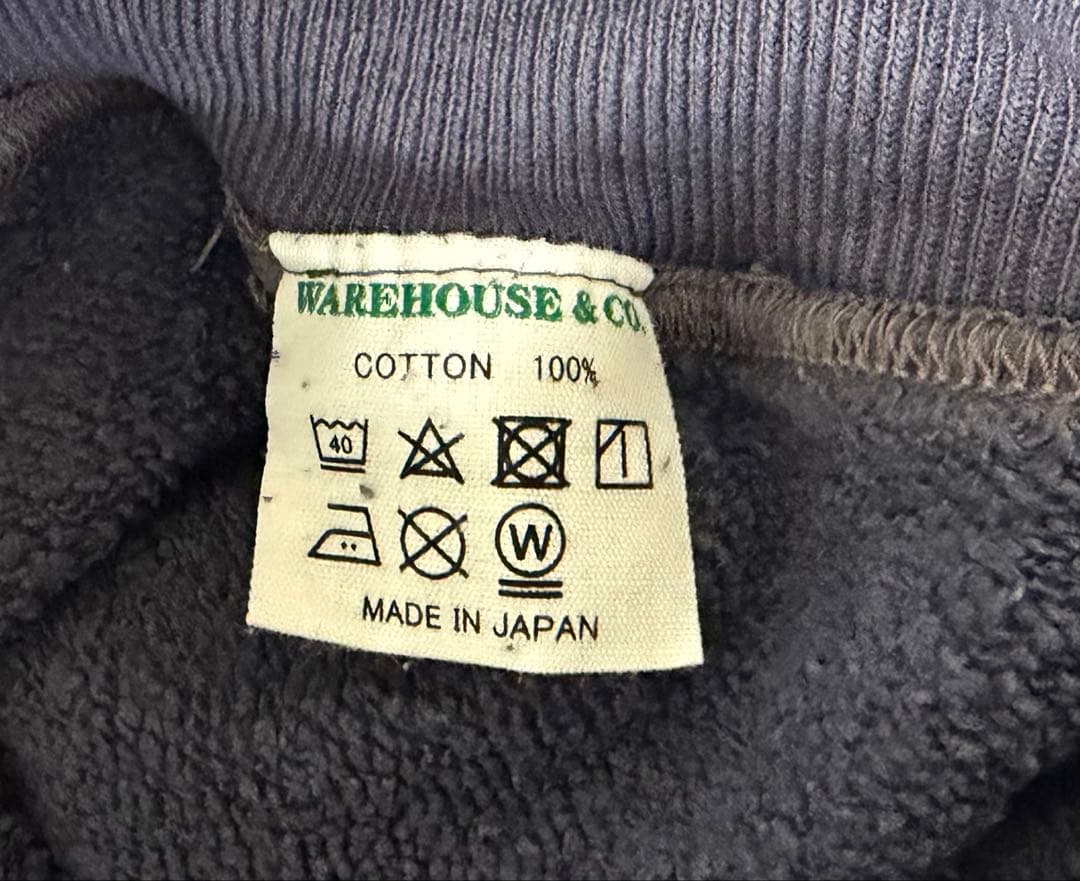 WAREHOUSE & CO.
COTTON 100%
40
W
MADE IN JAPAN